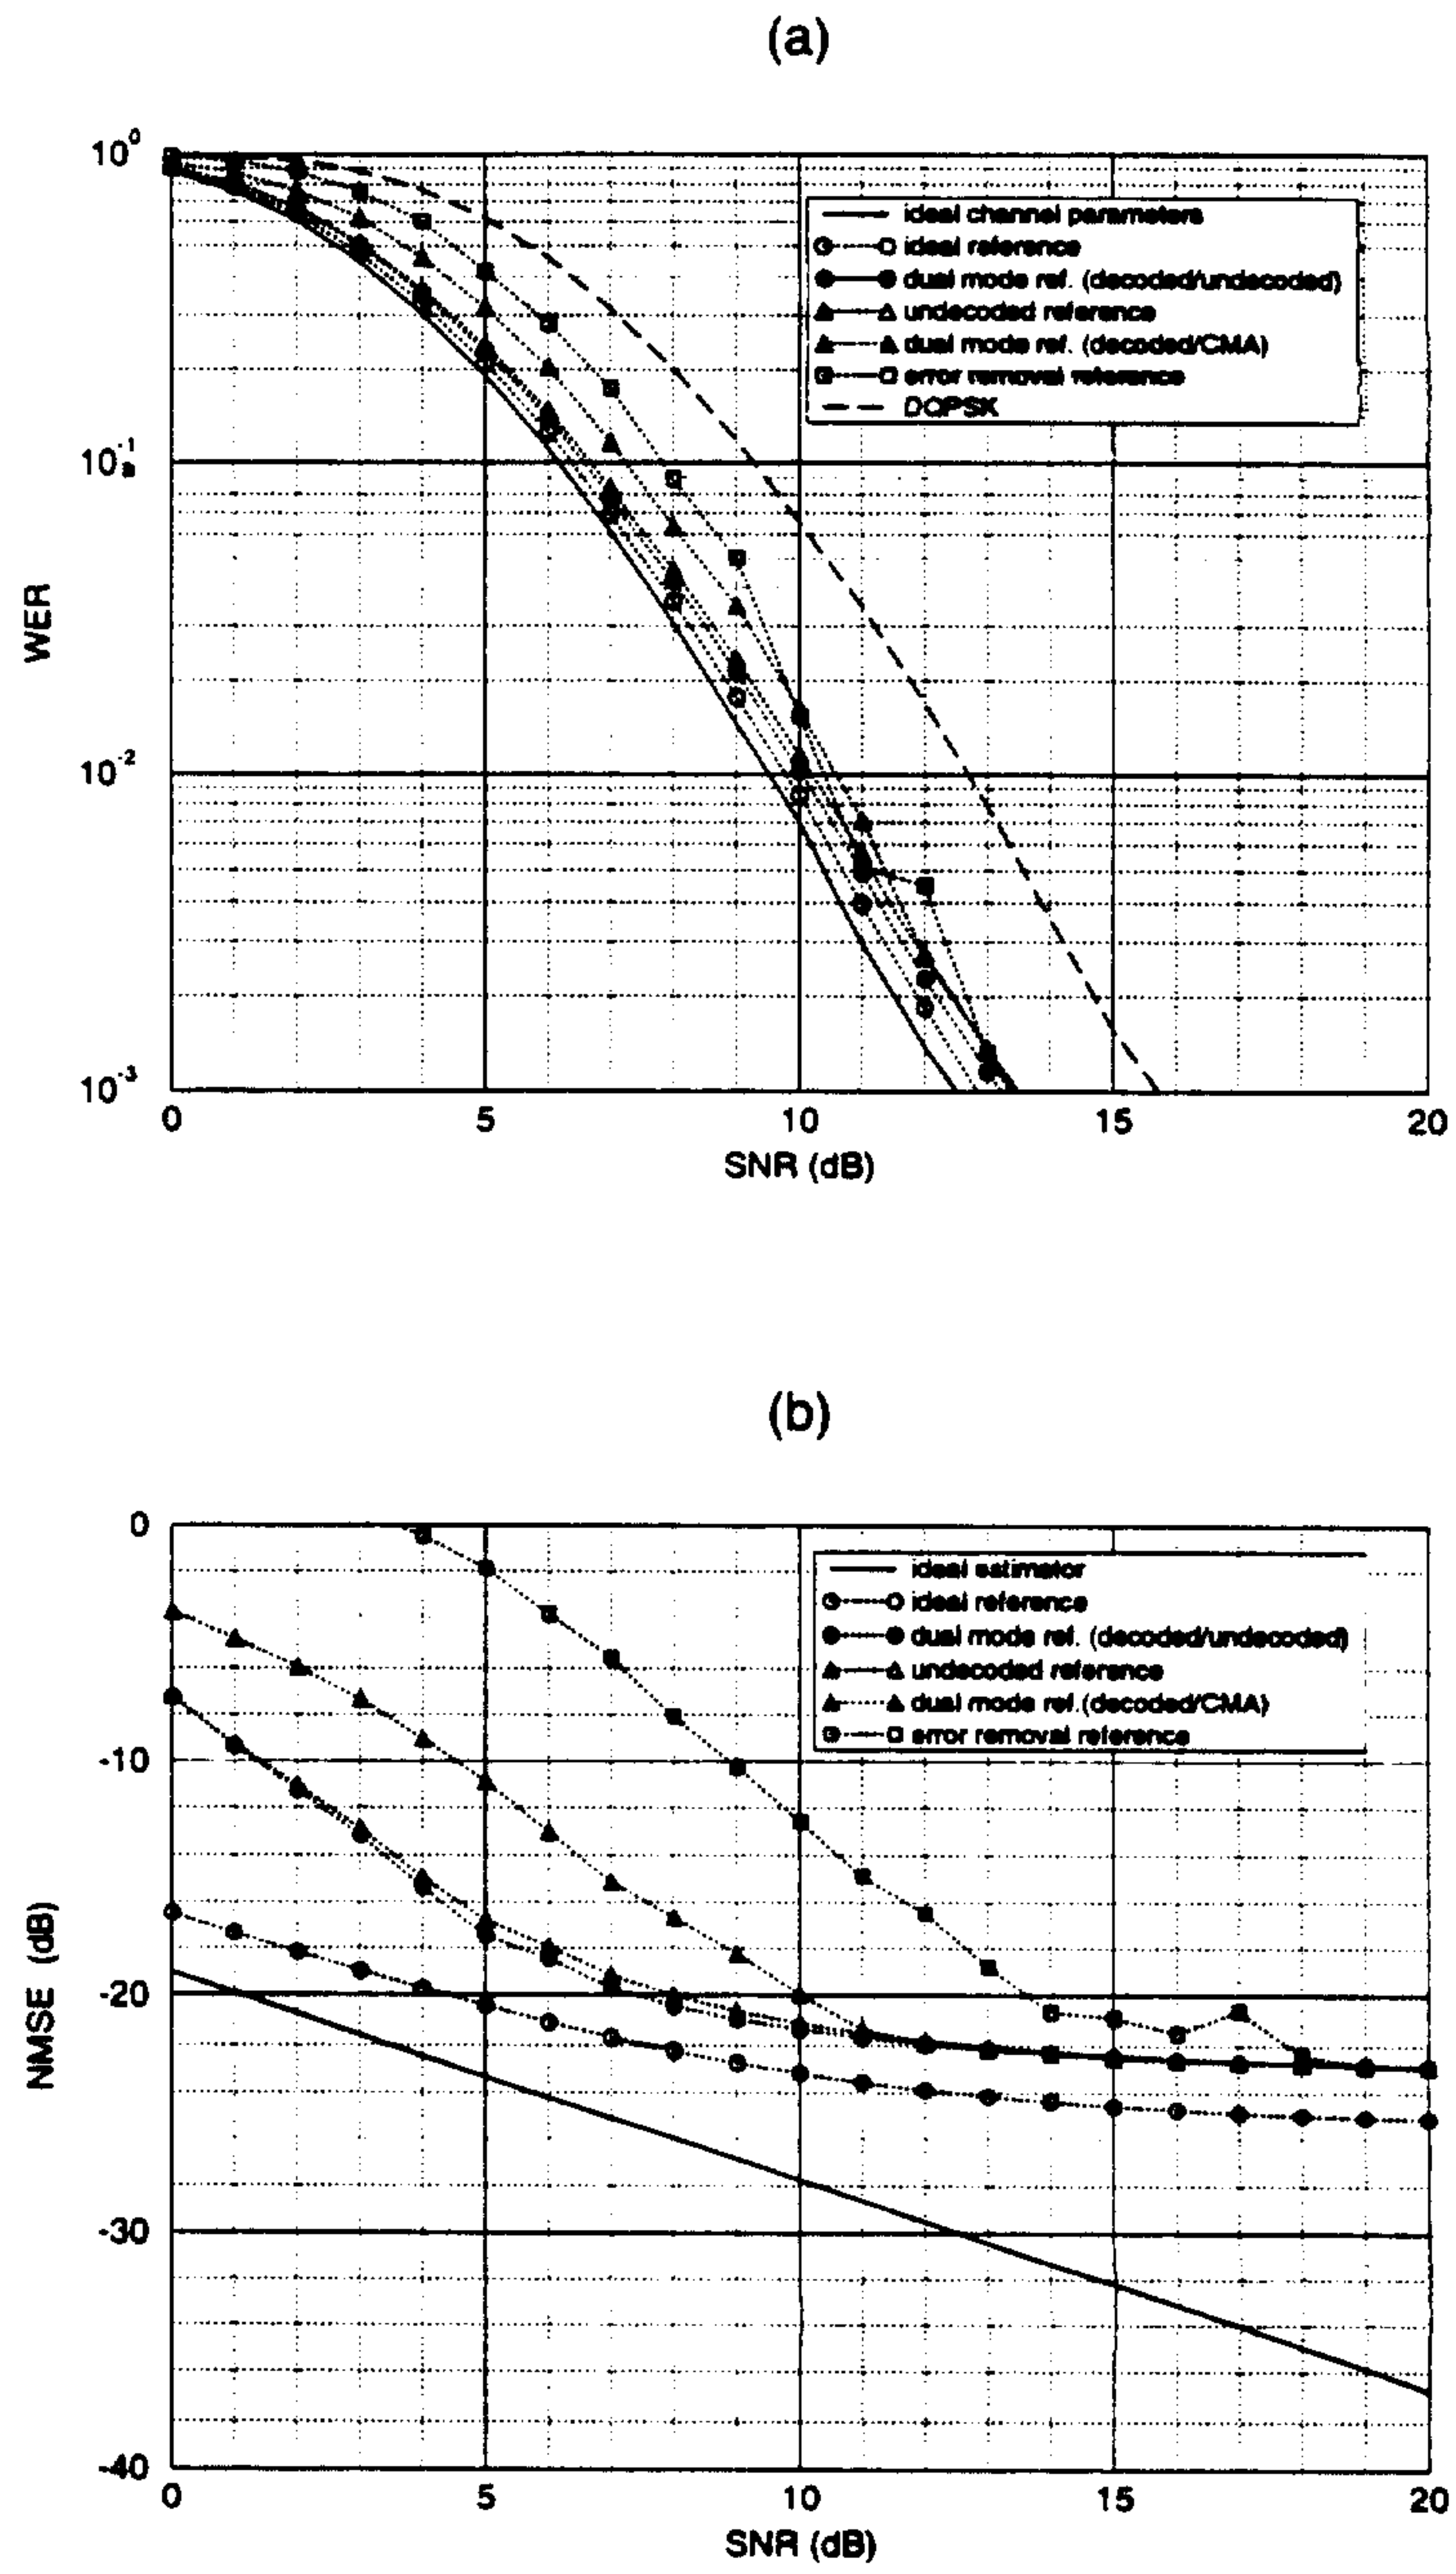 (a)
10⁰
10⁻¹
10⁻²
10⁻³
WER
ideal channel parameters
ideal reference
dual mode ref. (decoded/undecoded)
undecoded reference
dual mode ref. (decoded/CMA)
error removal reference
DQPSK
0 5 10 15 20
SNR (dB)
(b)
0
-10
-20
-30
-40
NMSE (dB)
ideal estimator
ideal reference
dual mode ref. (decoded/undecoded)
undecoded reference
dual mode ref.(decoded/CMA)
error removal reference
0 5 10 15 20
SNR (dB)